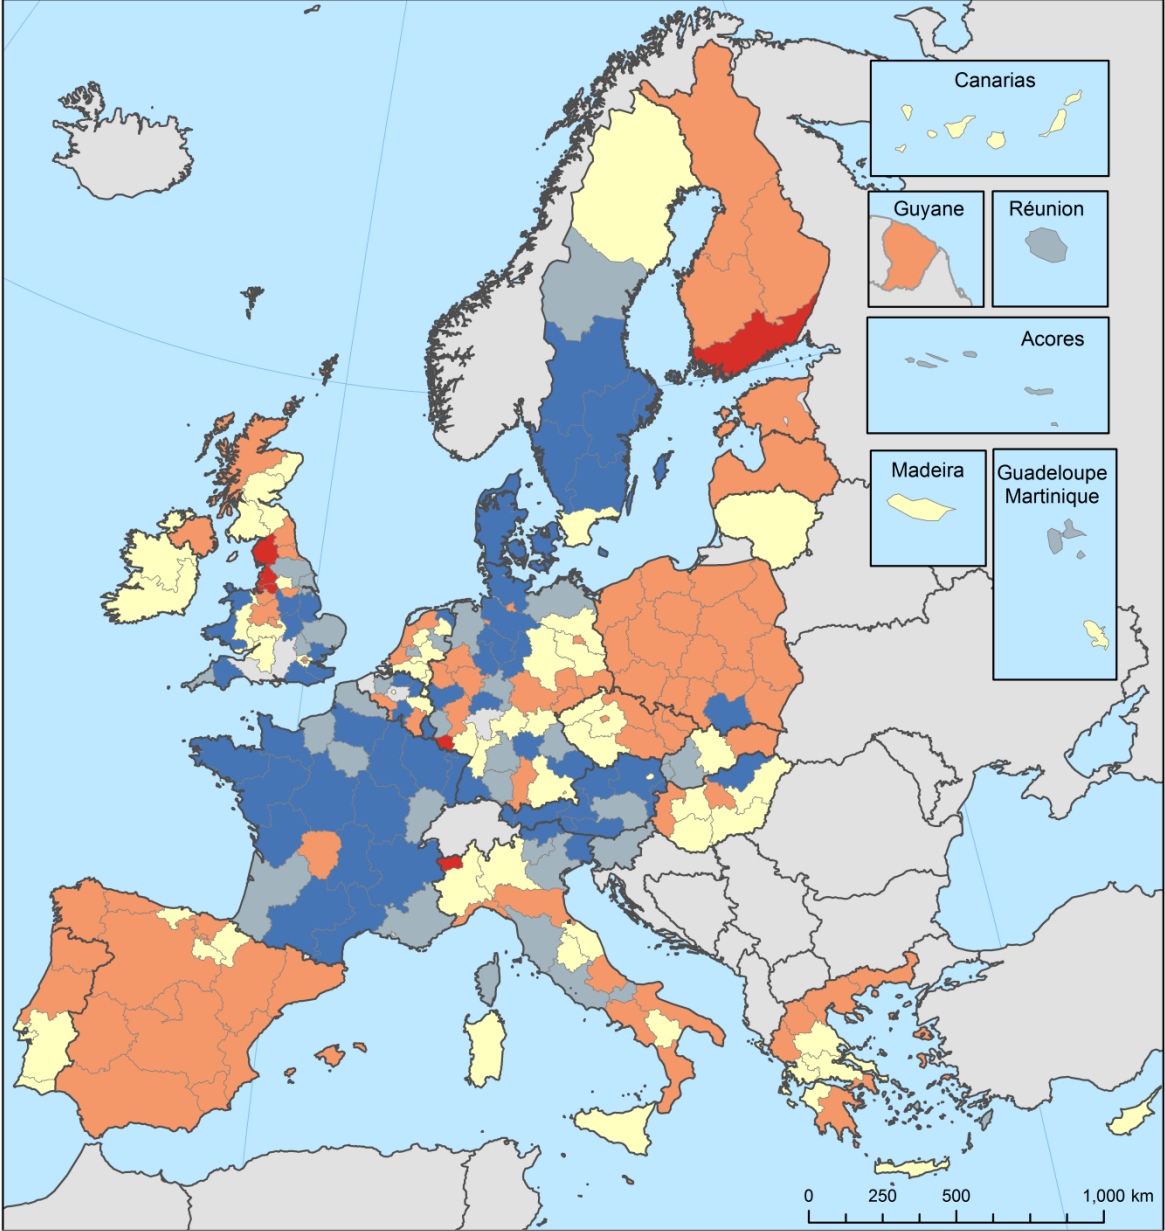 Canarias
Guyane
Réunion
Acores
Madeira
Guadeloupe
Martinique
0 250 500 1,000 km